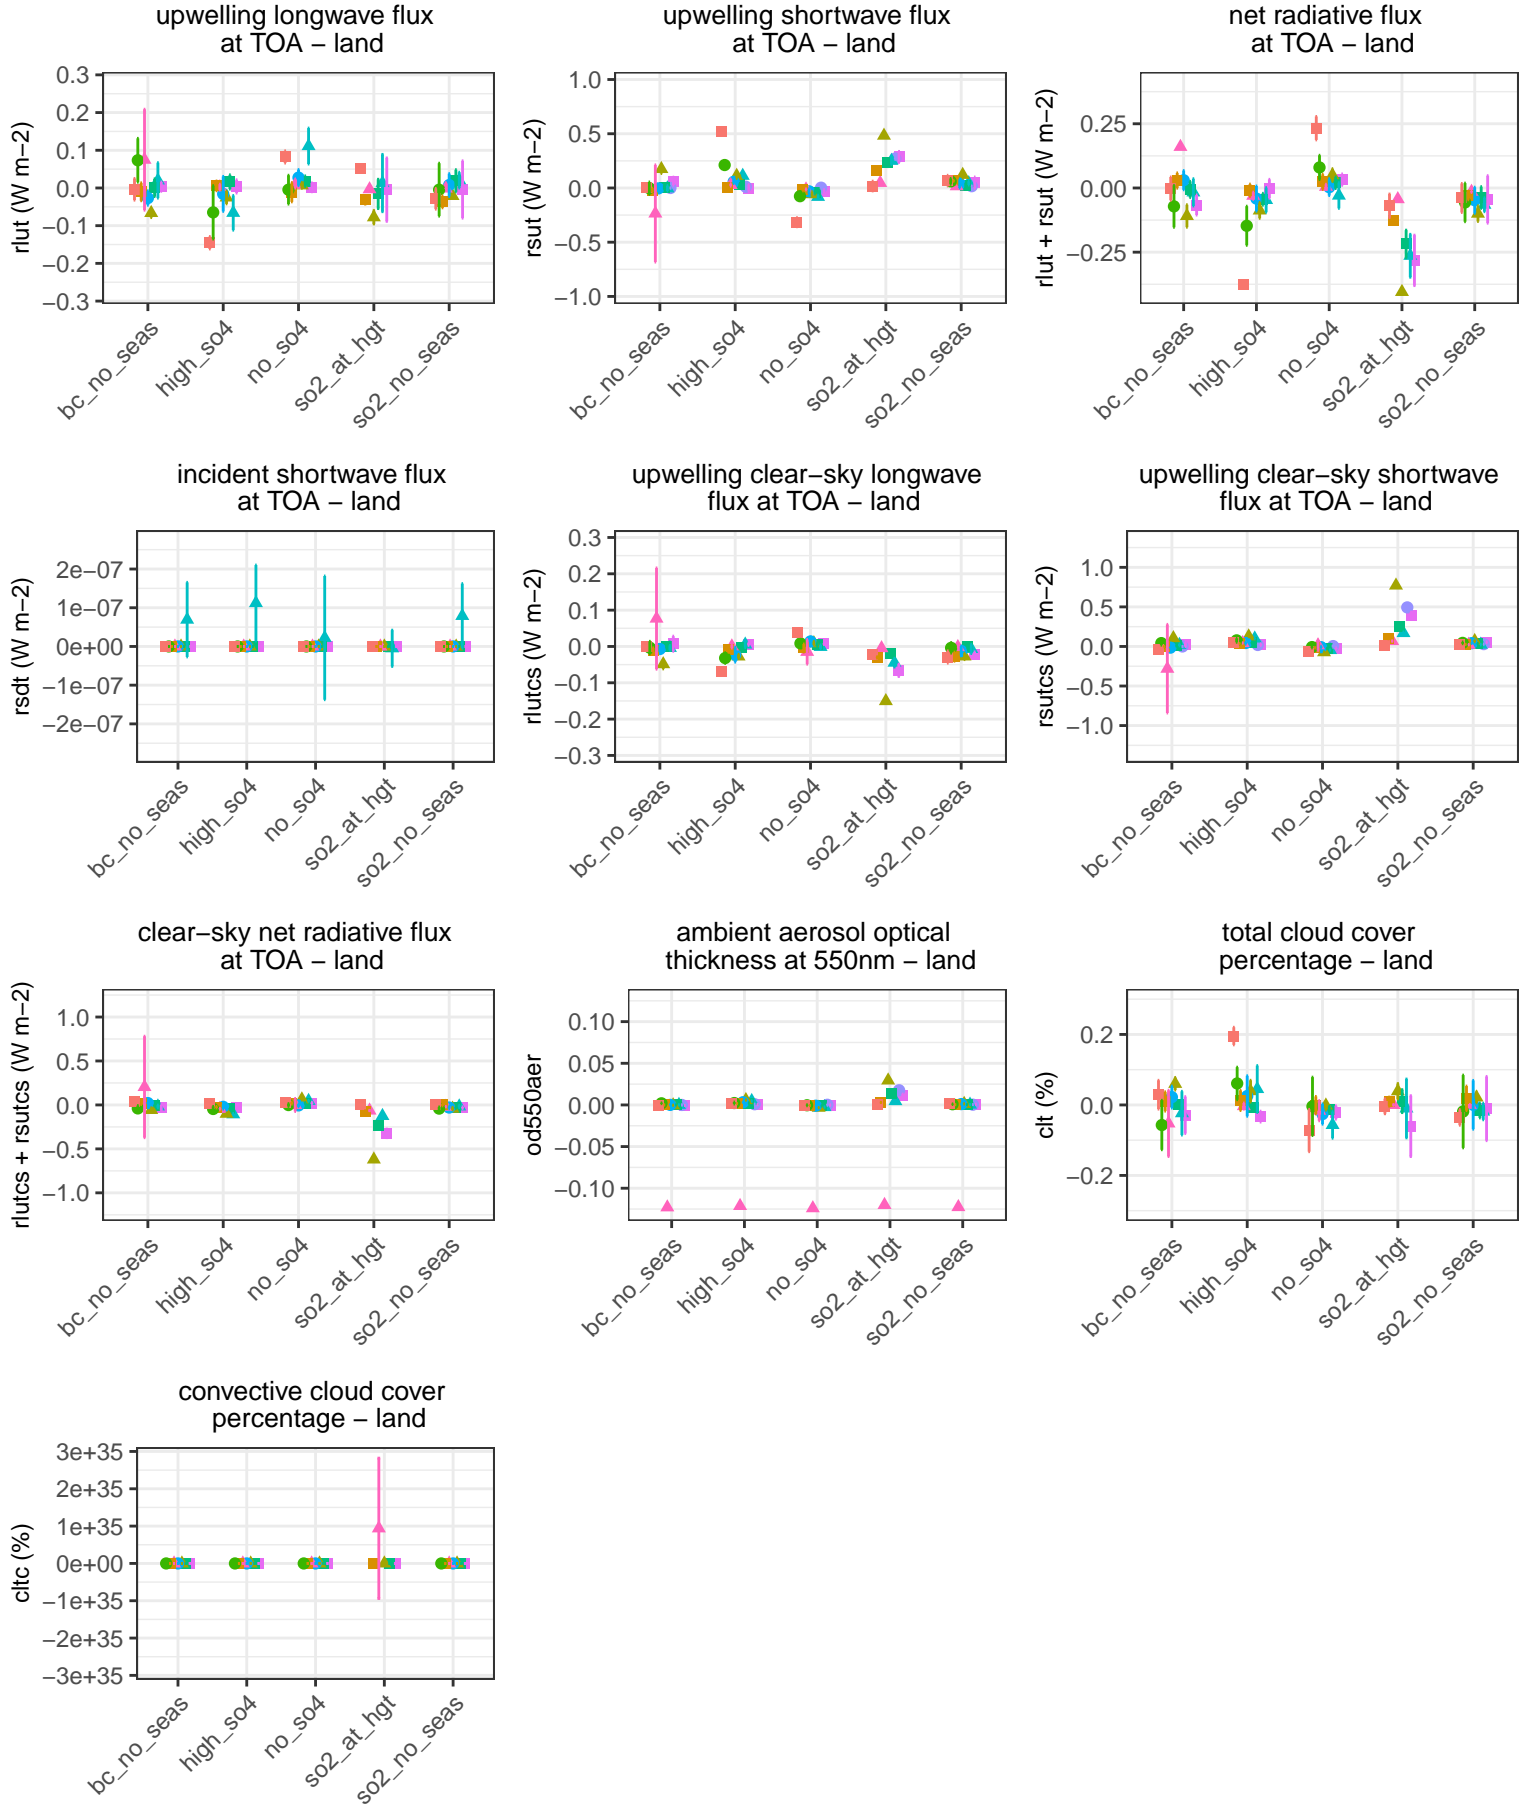 upwelling longwave flux
at TOA − land
rlut (W m−2)
0.3
0.2
0.1
0.0
−0.1
−0.2
−0.3
bc_no_seas
high_so4
no_so4
so2_at_hgt
so2_no_seas
upwelling shortwave flux
at TOA − land
rsut (W m−2)
1.0
0.5
0.0
−0.5
−1.0
bc_no_seas
high_so4
no_so4
so2_at_hgt
so2_no_seas
net radiative flux
at TOA − land
rlut + rsut (W m−2)
0.25
0.00
−0.25
bc_no_seas
high_so4
no_so4
so2_at_hgt
so2_no_seas
incident shortwave flux
at TOA − land
rsdt (W m−2)
2e−07
1e−07
0e+00
−1e−07
−2e−07
bc_no_seas
high_so4
no_so4
so2_at_hgt
so2_no_seas
upwelling clear−sky longwave
flux at TOA − land
rlutcs (W m−2)
0.3
0.2
0.1
0.0
−0.1
−0.2
−0.3
bc_no_seas
high_so4
no_so4
so2_at_hgt
so2_no_seas
upwelling clear−sky shortwave
flux at TOA − land
rsutcs (W m−2)
1.0
0.5
0.0
−0.5
−1.0
bc_no_seas
high_so4
no_so4
so2_at_hgt
so2_no_seas
clear−sky net radiative flux
at TOA − land
rlutcs + rsutcs (W m−2)
1.0
0.5
0.0
−0.5
−1.0
bc_no_seas
high_so4
no_so4
so2_at_hgt
so2_no_seas
ambient aerosol optical
thickness at 550nm − land
od550aer
0.10
0.05
0.00
−0.05
−0.10
bc_no_seas
high_so4
no_so4
so2_at_hgt
so2_no_seas
total cloud cover
percentage − land
clt (%)
0.2
0.0
−0.2
bc_no_seas
high_so4
no_so4
so2_at_hgt
so2_no_seas
convective cloud cover
percentage − land
cltc (%)
3e+35
2e+35
1e+35
0e+00
−1e+35
−2e+35
−3e+35
bc_no_seas
high_so4
no_so4
so2_at_hgt
so2_no_seas